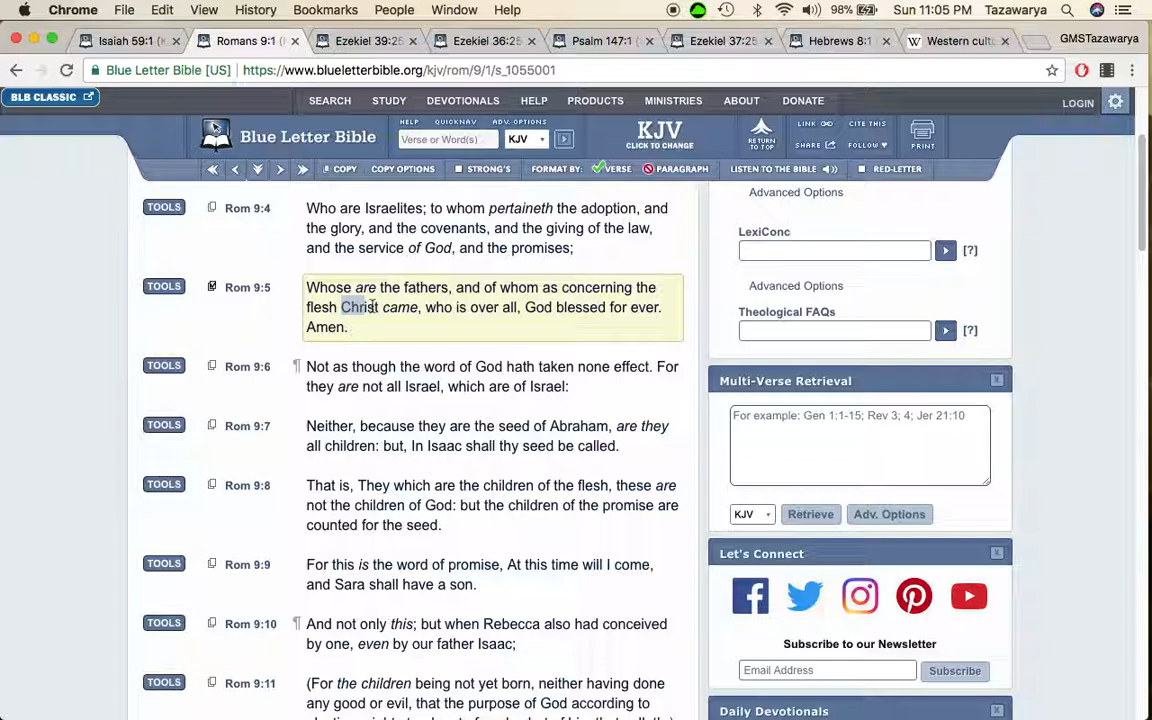 Chrome File Edit View History Bookmarks People Window Help 98% Sun 11:05 PM Tazawarya
Isaiah 59:1 ( Romans 9:1 ( Ezekiel 39:25 Ezekiel 36:25 Psalm 147:1 ( Ezekiel 37:25 Hebrews 8:1 W Western cult GMSTazawarya
Blue Letter Bible [US] https://www.blueletterbible.org/kjv/rom/9/1/s_1055001
BLB CLASSIC
SEARCH STUDY DEVOTIONALS HELP PRODUCTS MINISTRIES ABOUT DONATE LOGIN
Blue Letter Bible
HELP QUICKNAV ADV. OPTIONS
Verse or Word(s) KJV
KJV
CLICK TO CHANGE
RETURN
TO TOP
LINK CITE THIS
SHARE FOLLOW
PRINT
COPY COPY OPTIONS STRONG'S FORMAT BY: VERSE PARAGRAPH LISTEN TO THE BIBLE RED-LETTER
TOOLS Rom 9:4 Who are Israelites; to whom pertaineth the adoption, and
the glory, and the covenants, and the giving of the law,
and the service of God, and the promises;
TOOLS Rom 9:5 Whose are the fathers, and of whom as concerning the
flesh Christ came, who is over all, God blessed for ever.
Amen.
TOOLS Rom 9:6 ¶ Not as though the word of God hath taken none effect. For
they are not all Israel, which are of Israel:
TOOLS Rom 9:7 Neither, because they are the seed of Abraham, are they
all children: but, In Isaac shall thy seed be called.
TOOLS Rom 9:8 That is, They which are the children of the flesh, these are
not the children of God: but the children of the promise are
counted for the seed.
TOOLS Rom 9:9 For this is the word of promise, At this time will I come,
and Sara shall have a son.
TOOLS Rom 9:10 ¶ And not only this; but when Rebecca also had conceived
by one, even by our father Isaac;
TOOLS Rom 9:11 (For the children being not yet born, neither having done
any good or evil, that the purpose of God according to
Advanced Options
LexiConc
[?]
Advanced Options
Theological FAQs
[?]
Multi-Verse Retrieval x
For example: Gen 1:1-15; Rev 3; 4; Jer 21:10
KJV Retrieve Adv. Options
Let's Connect x
Subscribe to our Newsletter
Email Address Subscribe
Daily Devotionals x